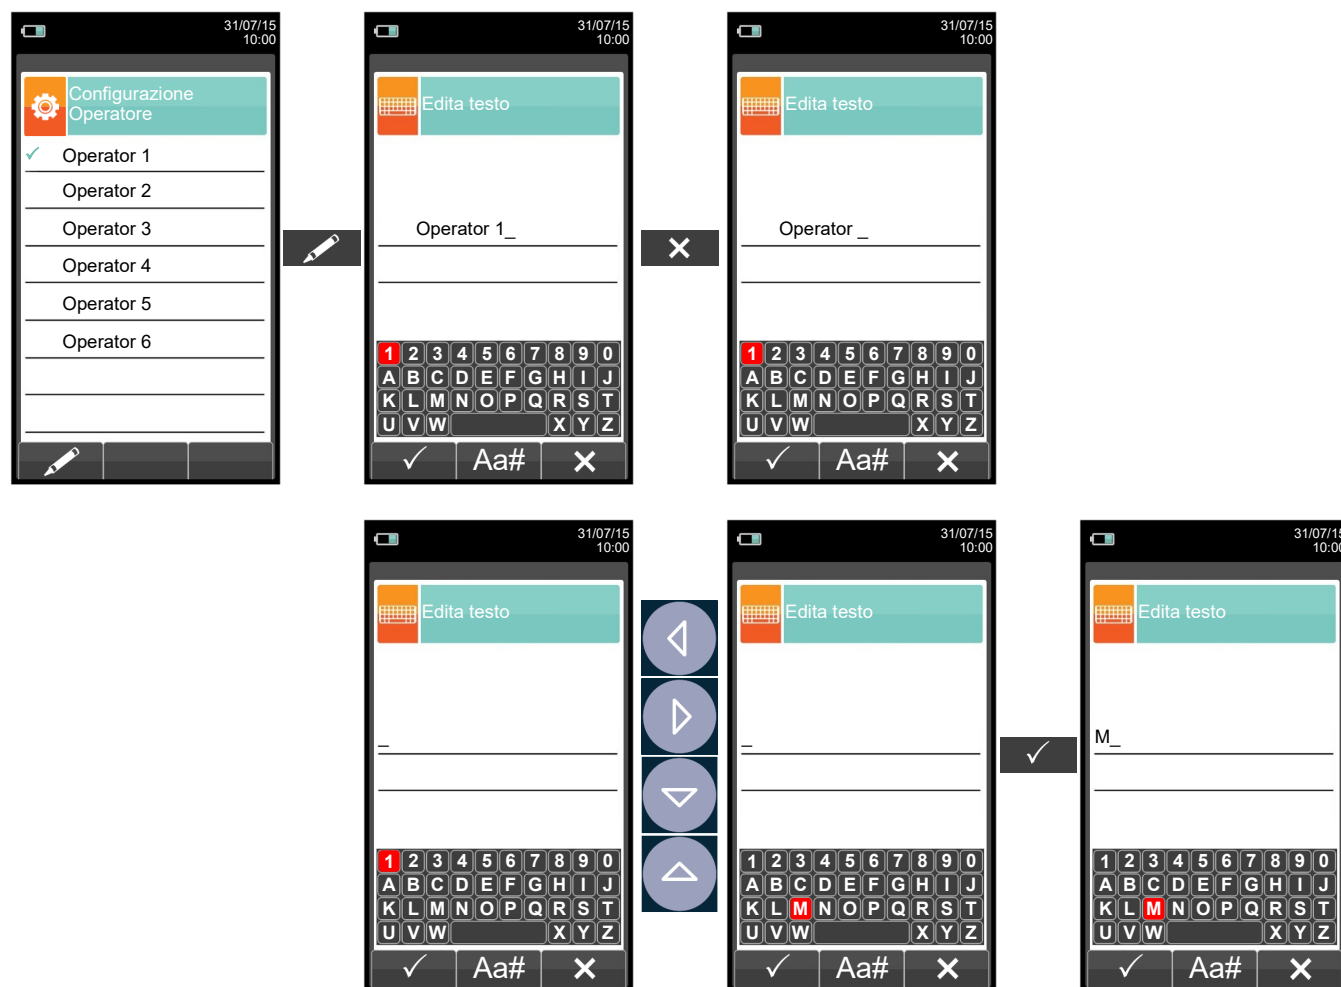 31/07/15
10:00
Configurazione
Operatore
Operator 1
Operator 2
Operator 3
Operator 4
Operator 5
Operator 6
31/07/15
10:00
Edita testo
Operator 1_
1 2 3 4 5 6 7 8 9 0
A B C D E F G H I J
K L M N O P Q R S T
U V W X Y Z
Aa#
31/07/15
10:00
Edita testo
Operator _
1 2 3 4 5 6 7 8 9 0
A B C D E F G H I J
K L M N O P Q R S T
U V W X Y Z
Aa#
31/07/15
10:00
Edita testo
_
1 2 3 4 5 6 7 8 9 0
A B C D E F G H I J
K L M N O P Q R S T
U V W X Y Z
Aa#
31/07/15
10:00
Edita testo
_
1 2 3 4 5 6 7 8 9 0
A B C D E F G H I J
K L M N O P Q R S T
U V W X Y Z
Aa#
31/07/15
10:00
Edita testo
M_
1 2 3 4 5 6 7 8 9 0
A B C D E F G H I J
K L M N O P Q R S T
U V W X Y Z
Aa#